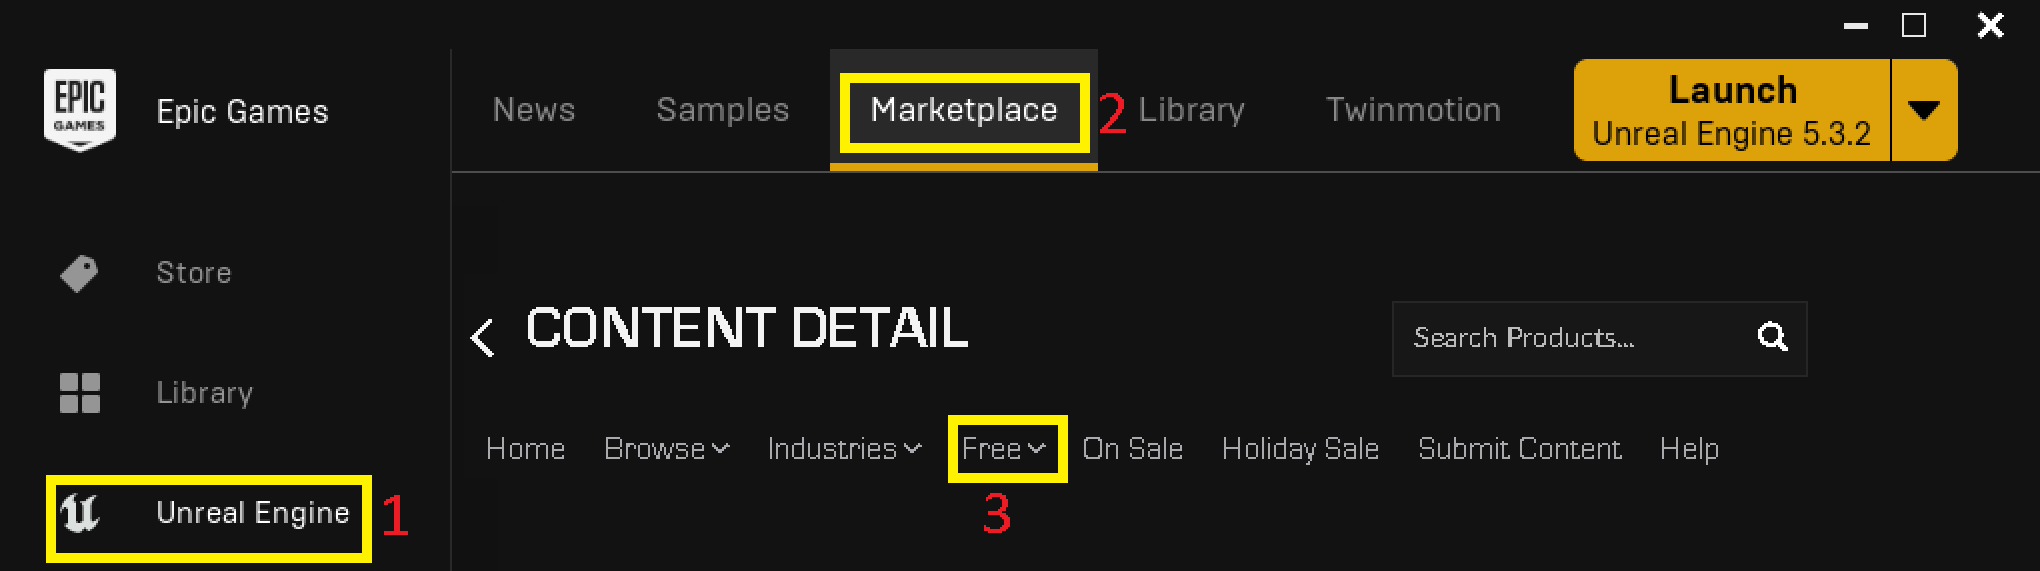 EPIC
GAMES
Epic Games
News
Samples
Marketplace
2
Library
Twinmotion
Launch
Unreal Engine 5.3.2
Store
Library
Unreal Engine
1
CONTENT DETAIL
Search Products...
Home
Browse
Industries
Free
On Sale
Holiday Sale
Submit Content
Help
3